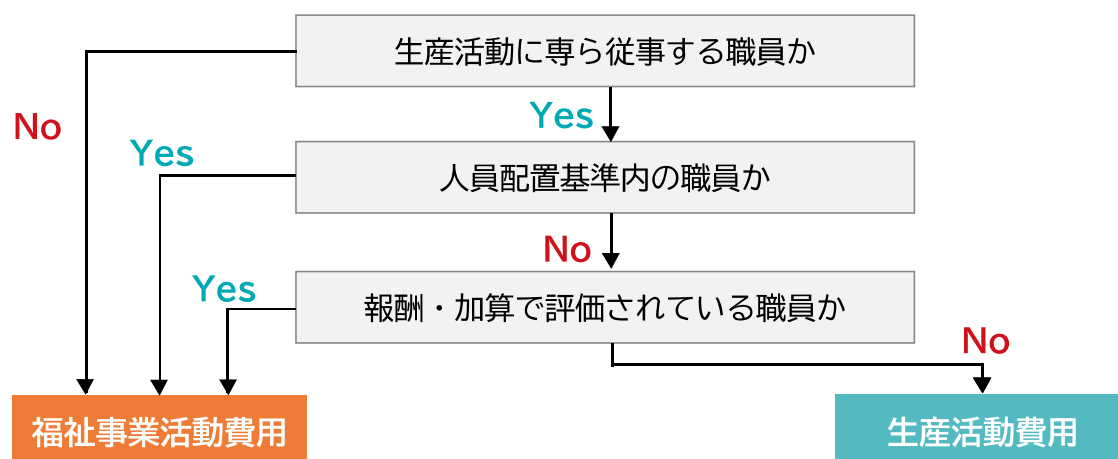 生産活動に専ら従事する職員か
No
Yes
Yes
人員配置基準内の職員か
No
Yes
報酬・加算で評価されている職員か
No
福祉事業活動費用
生産活動費用